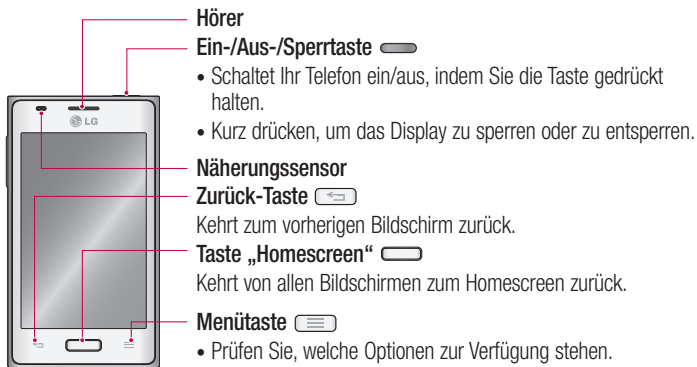 Hörer
Ein-/Aus-/Sperrtaste
• Schaltet Ihr Telefon ein/aus, indem Sie die Taste gedrückt
halten.
• Kurz drücken, um das Display zu sperren oder zu entsperren.
LG
Näherungssensor
Zurück-Taste
Kehrt zum vorherigen Bildschirm zurück.
Taste „Homescreen“
Kehrt von allen Bildschirmen zum Homescreen zurück.
Menütaste
• Prüfen Sie, welche Optionen zur Verfügung stehen.